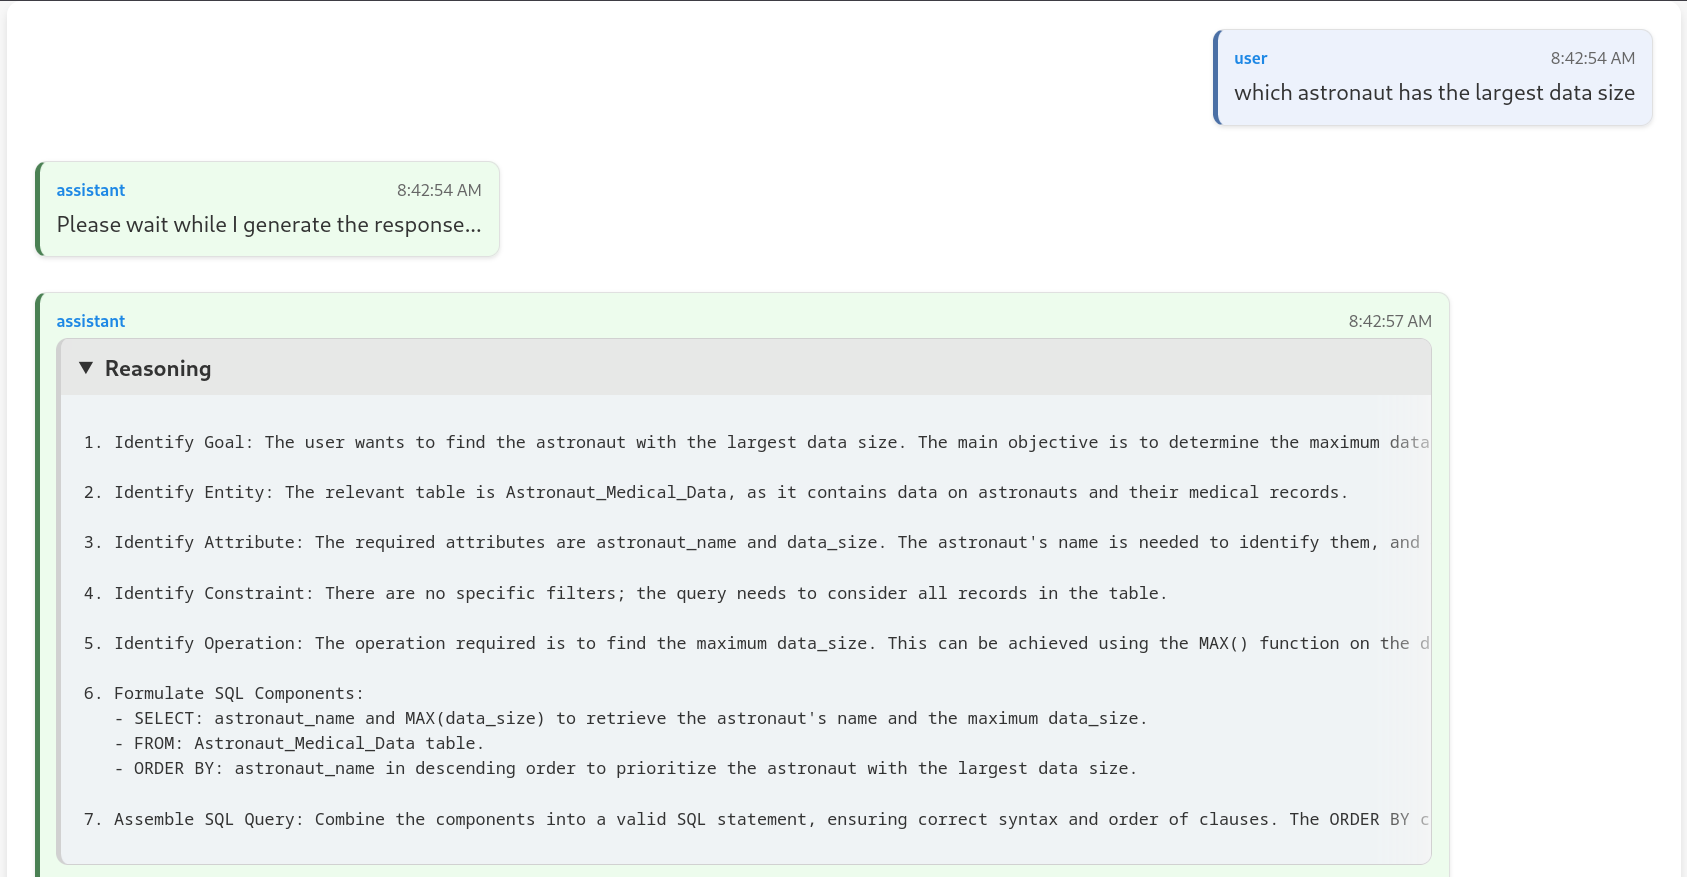 user 8:42:54 AM
which astronaut has the largest data size
assistant 8:42:54 AM
Please wait while I generate the response...
assistant 8:42:57 AM
▼ Reasoning
1. Identify Goal: The user wants to find the astronaut with the largest data size. The main objective is to determine the maximum data
2. Identify Entity: The relevant table is Astronaut_Medical_Data, as it contains data on astronauts and their medical records.
3. Identify Attribute: The required attributes are astronaut_name and data_size. The astronaut's name is needed to identify them, and
4. Identify Constraint: There are no specific filters; the query needs to consider all records in the table.
5. Identify Operation: The operation required is to find the maximum data_size. This can be achieved using the MAX() function on the d
6. Formulate SQL Components:
- SELECT: astronaut_name and MAX(data_size) to retrieve the astronaut's name and the maximum data_size.
- FROM: Astronaut_Medical_Data table.
- ORDER BY: astronaut_name in descending order to prioritize the astronaut with the largest data size.
7. Assemble SQL Query: Combine the components into a valid SQL statement, ensuring correct syntax and order of clauses. The ORDER BY c